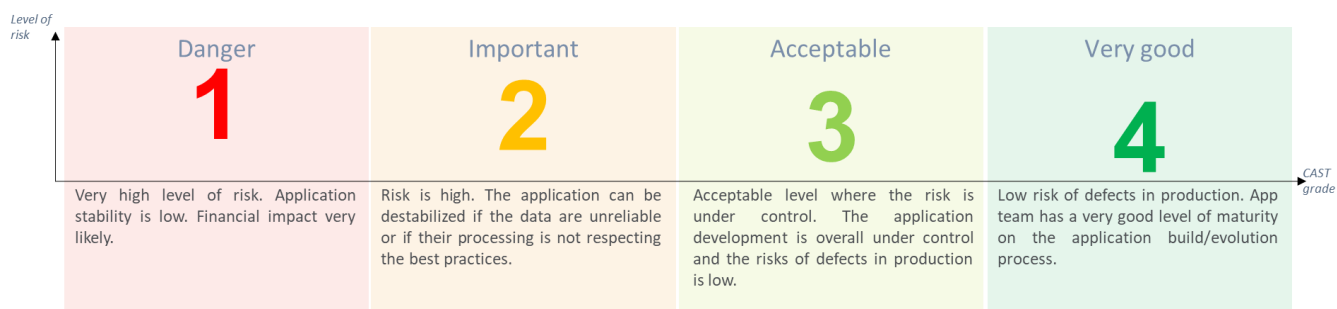 Level of
risk
Danger
1
Very high level of risk. Application
stability is low. Financial impact very
likely.
Important
2
Risk is high. The application can be
destabilized if the data are unreliable
or if their processing is not respecting
the best practices.
Acceptable
3
Acceptable level where the risk is
under control. The application
development is overall under control
and the risks of defects in production
is low.
Very good
4
Low risk of defects in production. App
team has a very good level of maturity
on the application build/evolution
process.
CAST
grade